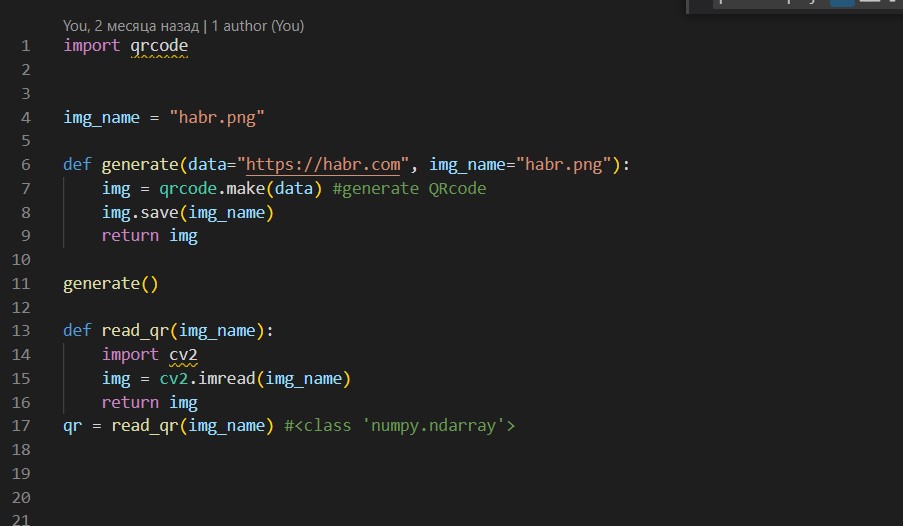 You, 2 месяца назад | 1 author (You)
1 import qrcode
2
3
4 img_name = "habr.png"
5
6 def generate(data="https://habr.com", img_name="habr.png"):
7     img = qrcode.make(data) #generate QRcode
8     img.save(img_name)
9     return img
10
11 generate()
12
13 def read_qr(img_name):
14     import cv2
15     img = cv2.imread(img_name)
16     return img
17 qr = read_qr(img_name) #<class 'numpy.ndarray'>
18
19
20
21